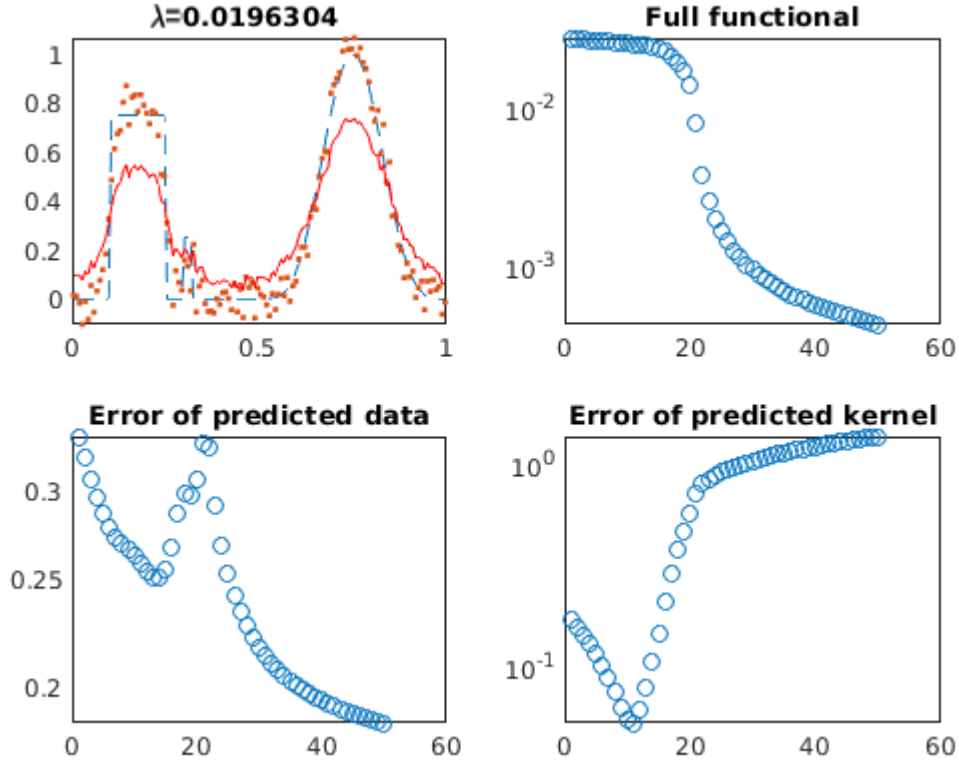 λ=0.0196304
1
0.8
0.6
0.4
0.2
0
0 0.5 1
Full functional
10^-2
10^-3
0 20 40 60
Error of predicted data
0.3
0.25
0.2
0 20 40 60
Error of predicted kernel
10^0
10^-1
0 20 40 60